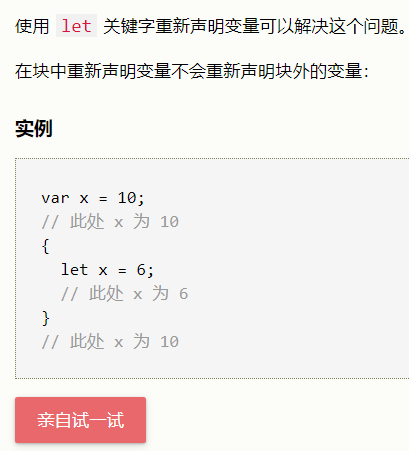 使用 let 关键字重新声明变量可以解决这个问题。
在块中重新声明变量不会重新声明块外的变量：
实例
var x = 10;
// 此处 x 为 10
{
  let x = 6;
  // 此处 x 为 6
}
// 此处 x 为 10
亲自试一试